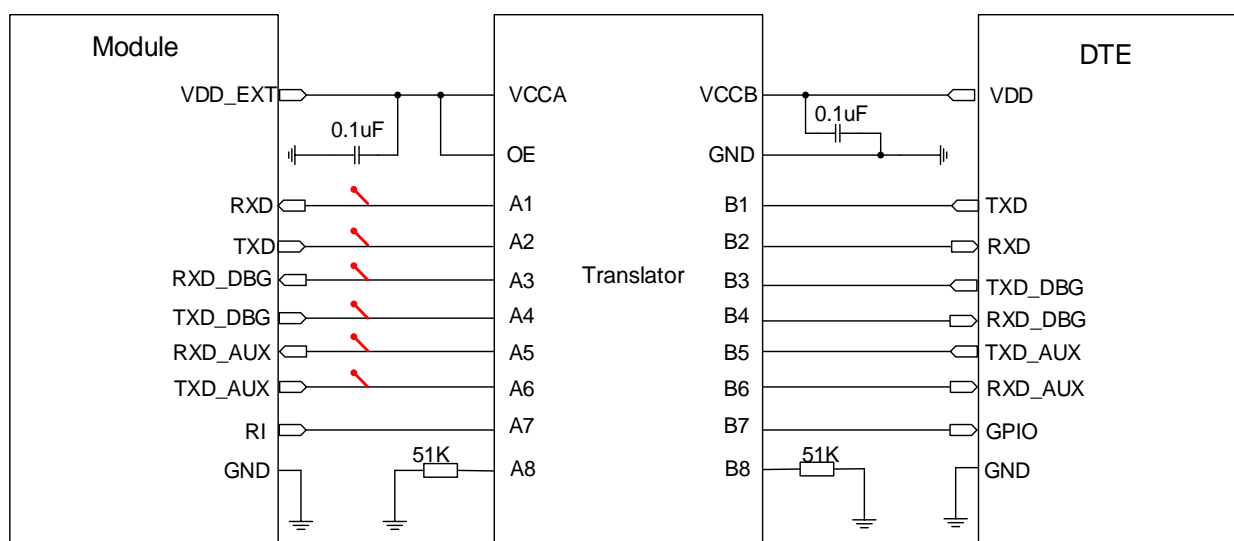 Module
DTE
VDD_EXT
VCCA
VCCB
VDD
0.1uF
0.1uF
OE
GND
RXD
A1
B1
TXD
TXD
A2
B2
RXD
RXD_DBG
A3
Translator
B3
TXD_DBG
TXD_DBG
A4
B4
RXD_DBG
RXD_AUX
A5
B5
TXD_AUX
TXD_AUX
A6
B6
RXD_AUX
RI
A7
B7
GPIO
51K
51K
GND
A8
B8
GND